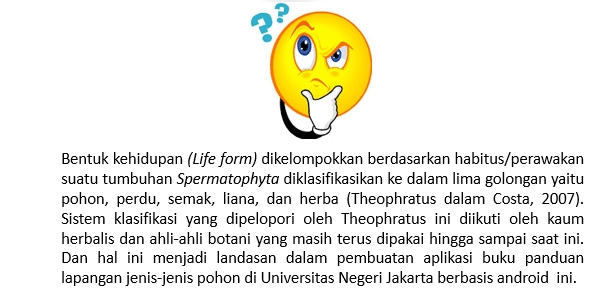 ??
Bentuk kehidupan (Life form) dikelompokkan berdasarkan habitus/perawakan
suatu tumbuhan Spermatophyta diklasifikasikan ke dalam lima golongan yaitu
pohon, perdu, semak, liana, dan herba (Theophratus dalam Costa, 2007).
Sistem klasifikasi yang dipelopori oleh Theophratus ini diikuti oleh kaum
herbalis dan ahli-ahli botani yang masih terus dipakai hingga sampai saat ini.
Dan hal ini menjadi landasan dalam pembuatan aplikasi buku panduan
lapangan jenis-jenis pohon di Universitas Negeri Jakarta berbasis android ini.